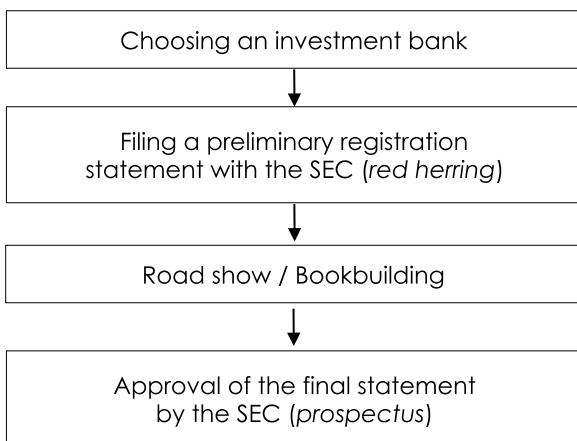 Choosing an investment bank
Filing a preliminary registration
statement with the SEC (red herring)
Road show / Bookbuilding
Approval of the final statement
by the SEC (prospectus)